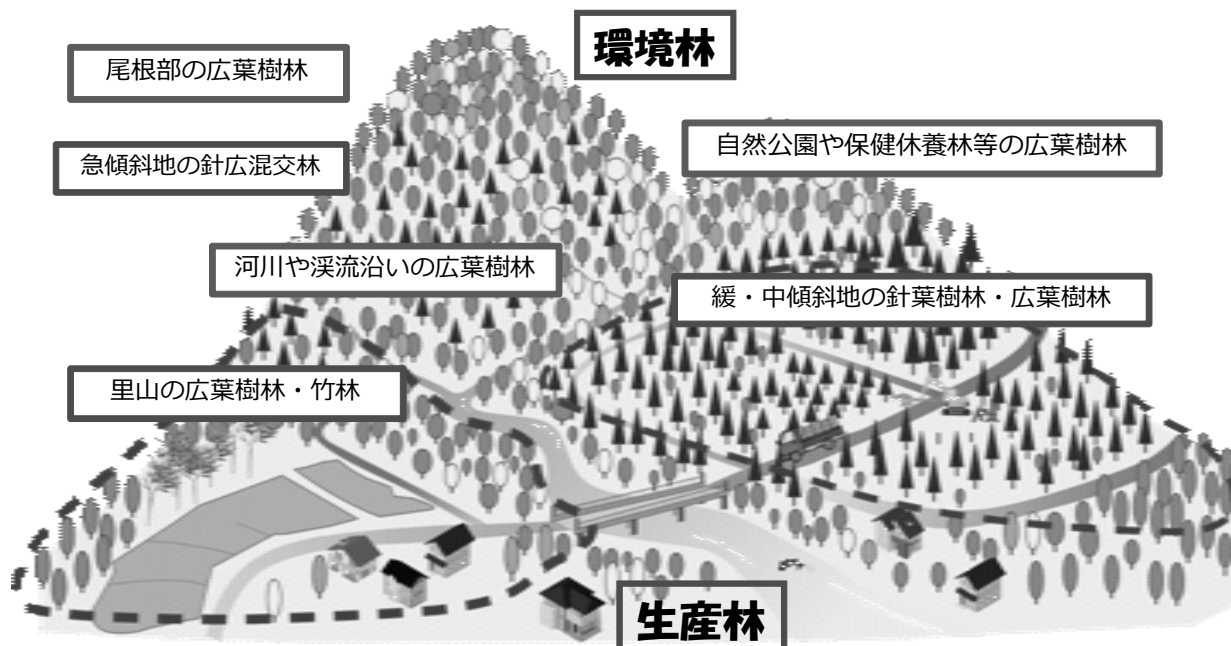 環境林
尾根部の広葉樹林
自然公園や保健休養林等の広葉樹林
急傾斜地の針広混交林
河川や渓流沿いの広葉樹林
緩・中傾斜地の針葉樹林・広葉樹林
里山の広葉樹林・竹林
生産林